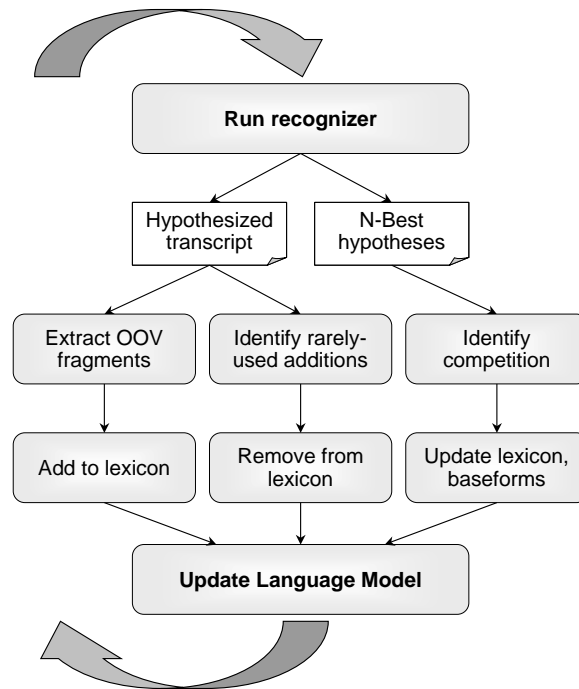 Run recognizer
Hypothesized
transcript
N-Best
hypotheses
Extract OOV
fragments
Identify rarely-
used additions
Identify
competition
Add to lexicon
Remove from
lexicon
Update lexicon,
baseforms
Update Language Model